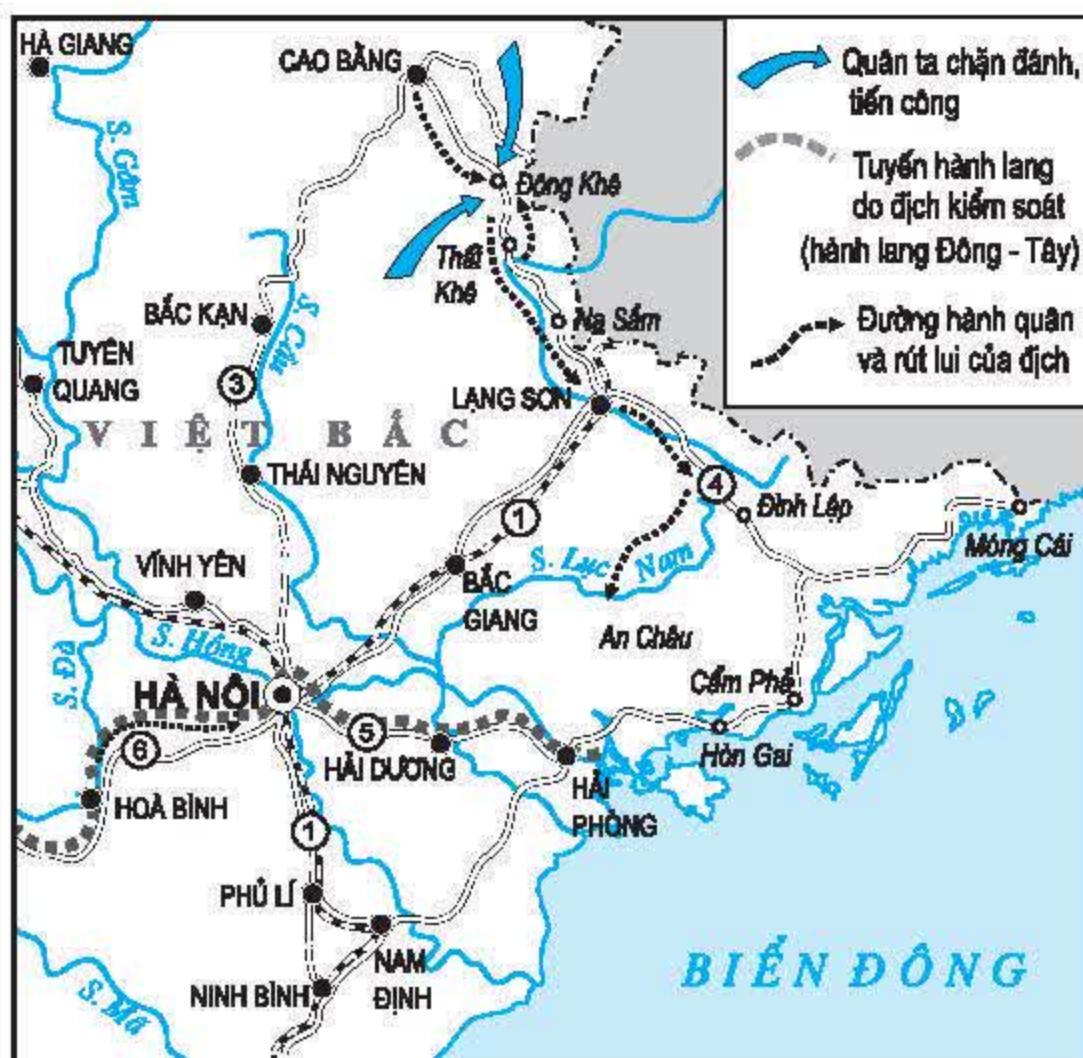 HÀ GIANG
CAO BẰNG
Quân ta chặn đánh,
tiến công
S. Gâm
Tuyến hành lang
do địch kiểm soát
(hành lang Đông - Tây)
Đông Khê
Thất
Khê
Na Sầm
Đường hành quân
và rút lui của địch
BẮC KẠN
S. Cầu
TUYÊN
QUANG
3
LẠNG SƠN
VIỆT BẮC
THÁI NGUYÊN
4
Đình Lập
1
Móng Cái
VĨNH YÊN
BẮC
GIANG
S. Lục Nam
An Châu
S. Hồng
S. Đà
HÀ NỘI
Cẩm Phả
6
5
HẢI DƯƠNG
Hòn Gai
HẢI
PHÒNG
HOÀ BÌNH
1
PHỦ LÍ
NAM
ĐỊNH
NINH BÌNH
S. Mã
BIỂN ĐÔNG